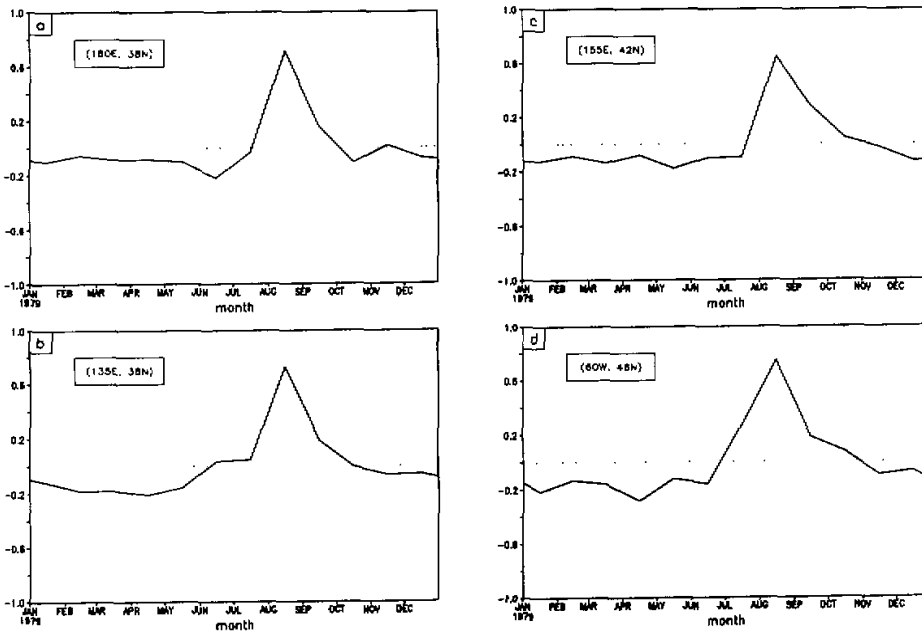 a
(180E, 38N)
1.0
0.6
0.2
-0.2
-0.6
-1.0
JAN FEB MAR APR MAY JUN JUL AUG SEP OCT NOV DEC
1979
month
c
(155E, 42N)
1.0
0.6
0.2
-0.2
-0.6
-1.0
JAN FEB MAR APR MAY JUN JUL AUG SEP OCT NOV DEC
1979
month
b
(135E, 38N)
1.0
0.6
0.2
-0.2
-0.6
-1.0
JAN FEB MAR APR MAY JUN JUL AUG SEP OCT NOV DEC
1979
month
d
(60W, 48N)
1.0
0.6
0.2
-0.2
-0.6
-1.0
JAN FEB MAR APR MAY JUN JUL AUG SEP OCT NOV DEC
1979
month